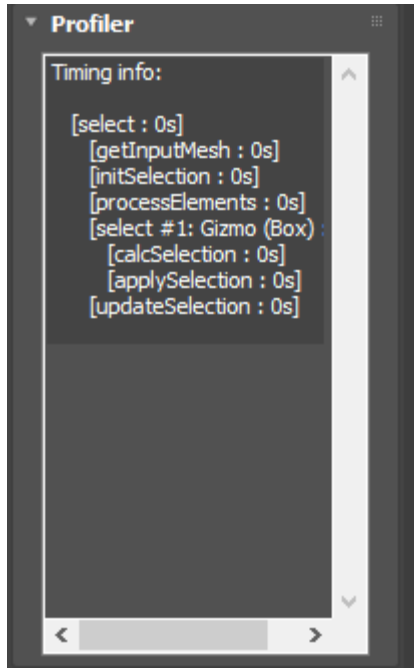 Profiler
Timing info:
[select : 0s]
[getInputMesh : 0s]
[initSelection : 0s]
[processElements : 0s]
[select #1: Gizmo (Box) :
[calcSelection : 0s]
[applySelection : 0s]
[updateSelection : 0s]